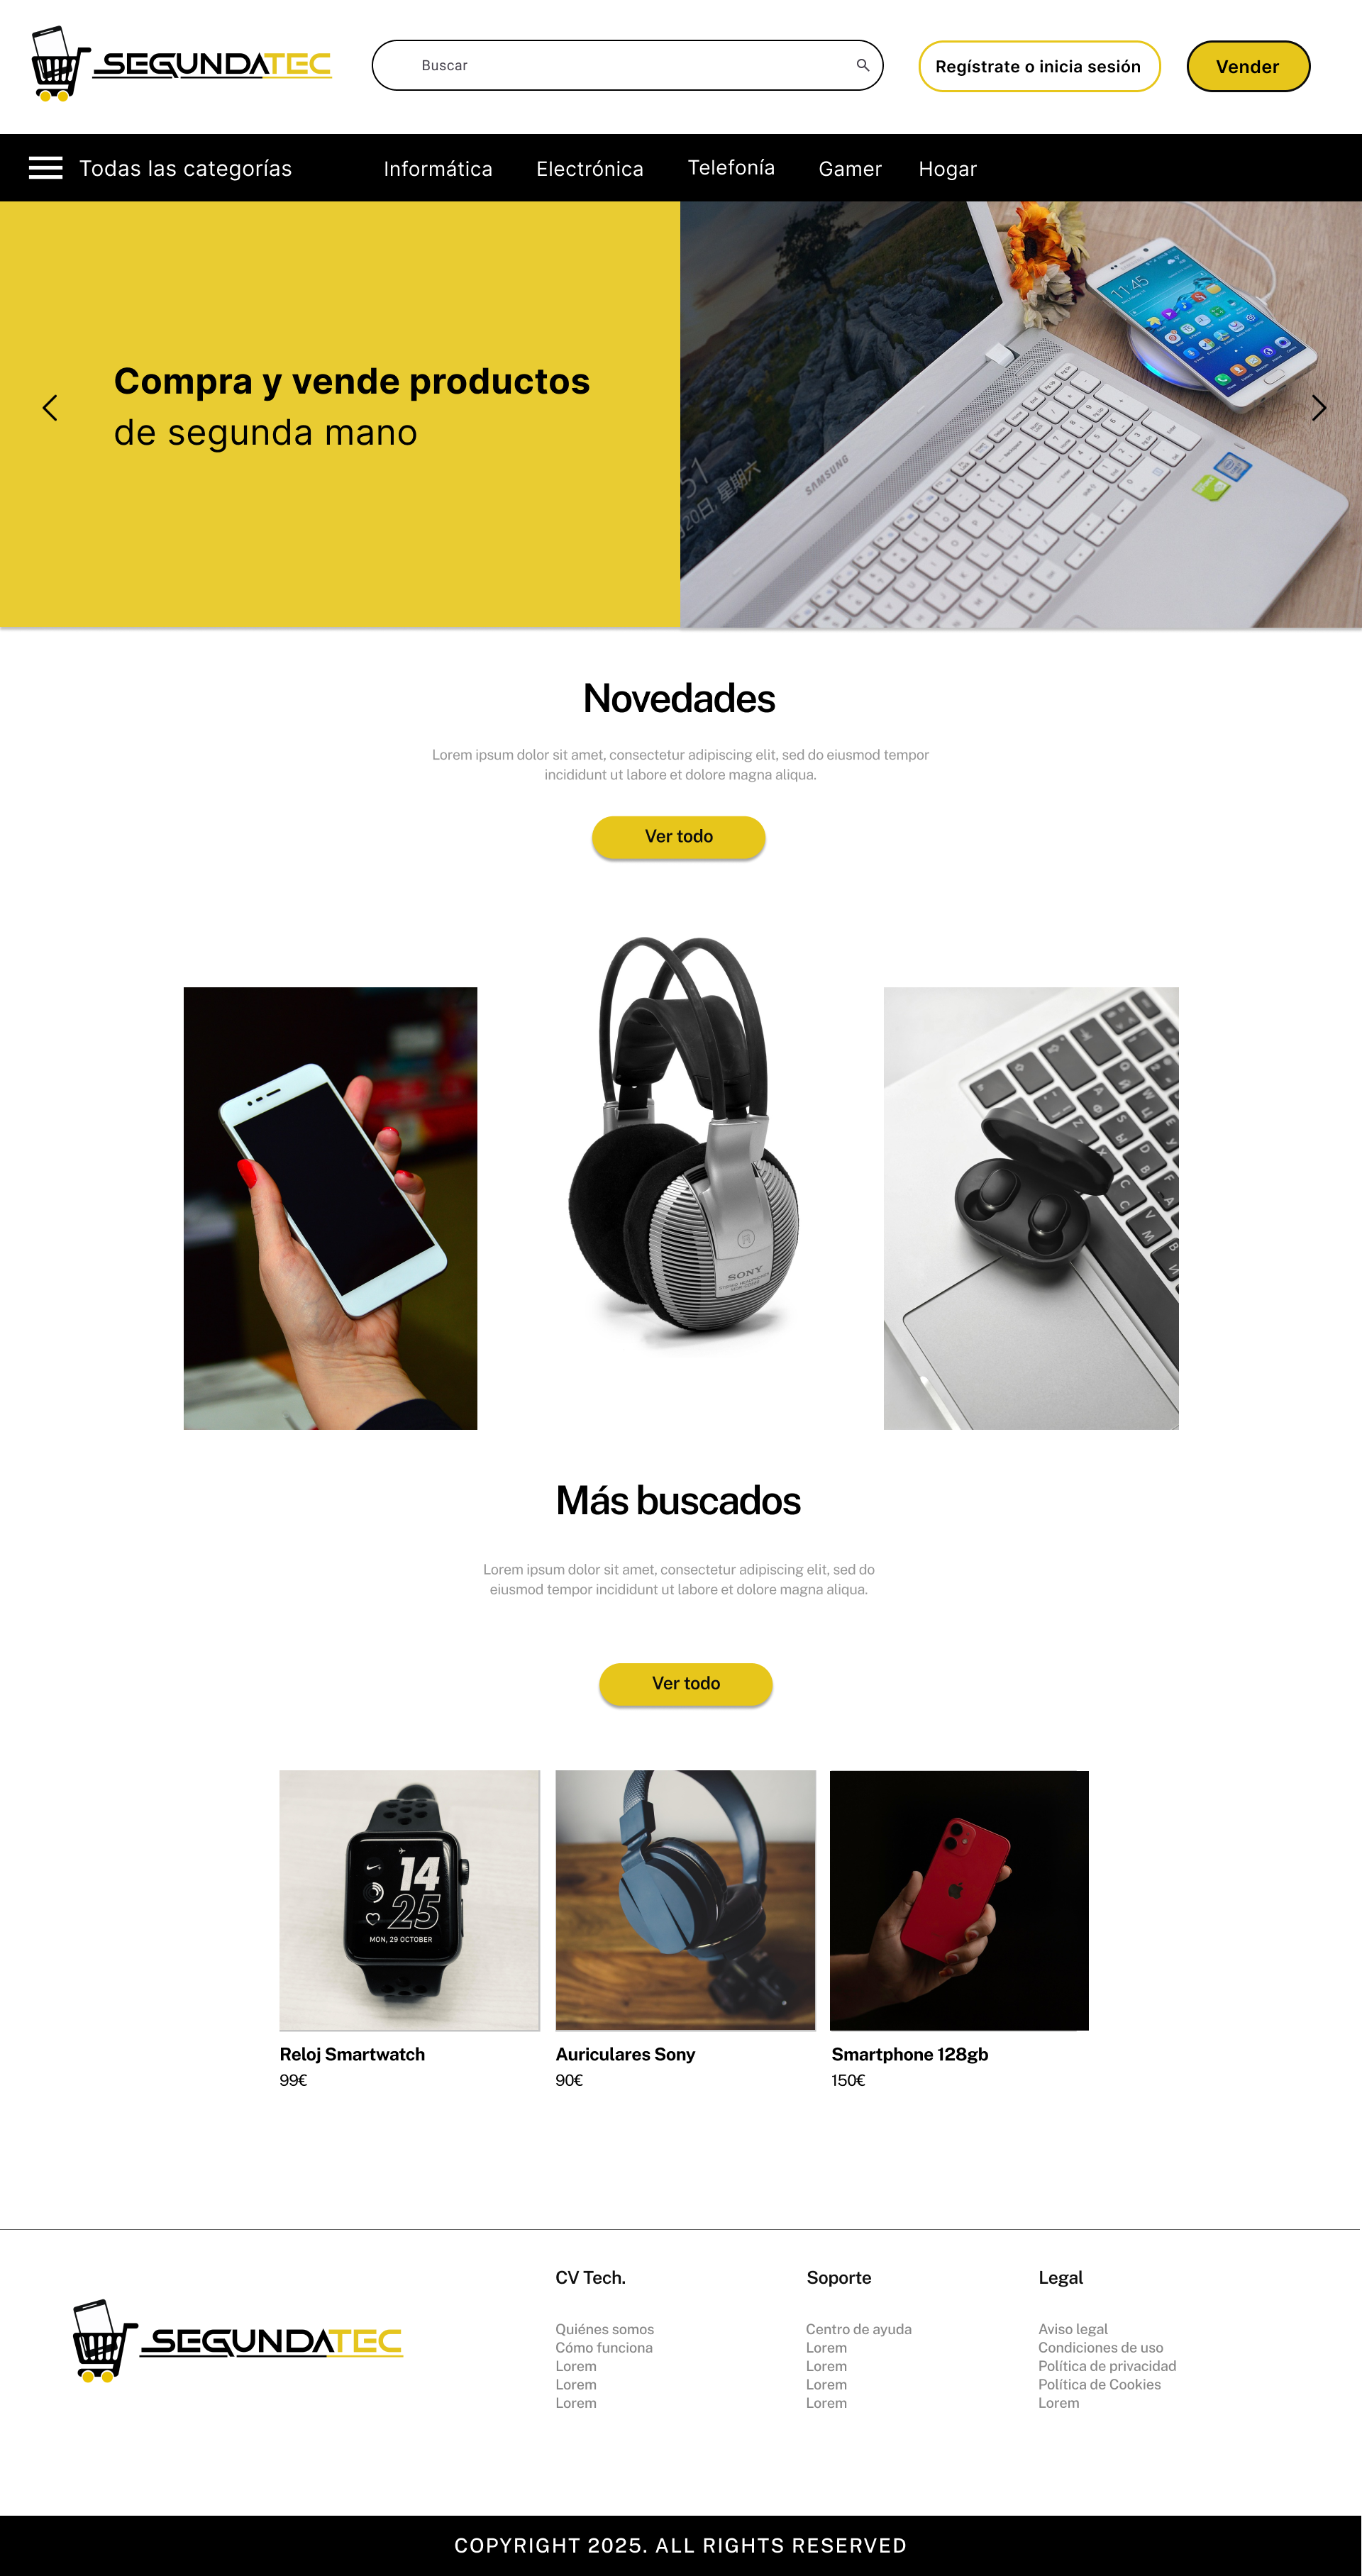 SEGUNDATEC
Buscar
Regístrate o inicia sesión
Vender
Todas las categorías
Informática
Electrónica
Telefonía
Gamer
Hogar
Compra y vende productos
de segunda mano
11:45
SAMSUNG
Novedades
Lorem ipsum dolor sit amet, consectetur adipiscing elit, sed do eiusmod tempor
incididunt ut labore et dolore magna aliqua.
Ver todo
SONY
Más buscados
Lorem ipsum dolor sit amet, consectetur adipiscing elit, sed do
eiusmod tempor incididunt ut labore et dolore magna aliqua.
Ver todo
14
25
MON, 29 OCTOBER
Reloj Smartwatch
99€
Auriculares Sony
90€
Smartphone 128gb
150€
SEGUNDATEC
CV Tech.
Quiénes somos
Cómo funciona
Lorem
Lorem
Lorem
Soporte
Centro de ayuda
Lorem
Lorem
Lorem
Lorem
Legal
Aviso legal
Condiciones de uso
Política de privacidad
Política de Cookies
Lorem
COPYRIGHT 2025. ALL RIGHTS RESERVED